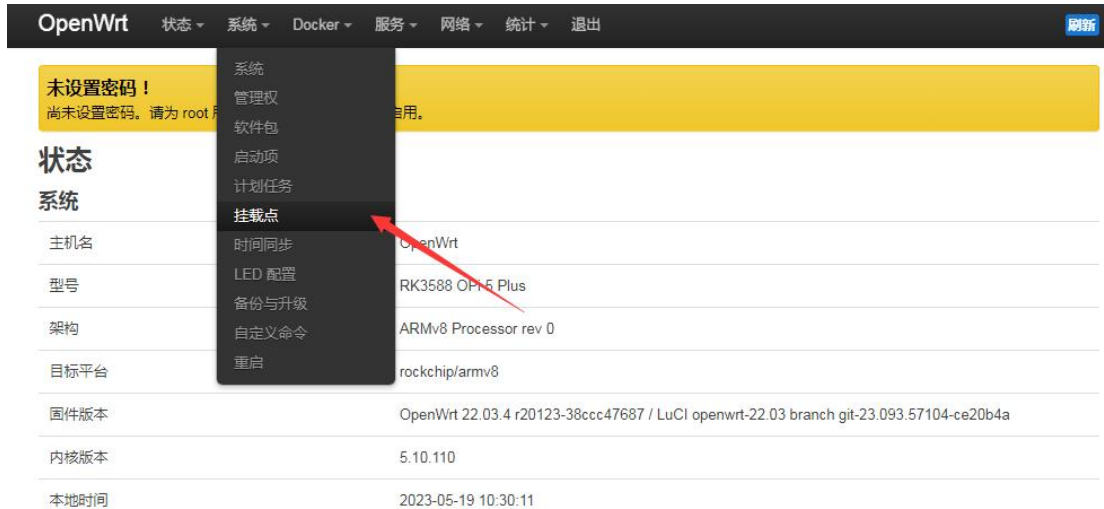 OpenWrt 状态 系统 Docker 服务 网络 统计 退出 刷新
未设置密码！
尚未设置密码。请为 root 启用。
系统
管理权
软件包
启动项
计划任务
挂载点
时间同步
LED 配置
备份与升级
自定义命令
重启
状态
系统
主机名 OpenWrt
型号 RK3588 OPi 5 Plus
架构 ARMv8 Processor rev 0
目标平台 rockchip/armv8
固件版本 OpenWrt 22.03.4 r20123-38ccc47687 / LuCI openwrt-22.03 branch git-23.093.57104-ce20b4a
内核版本 5.10.110
本地时间 2023-05-19 10:30:11